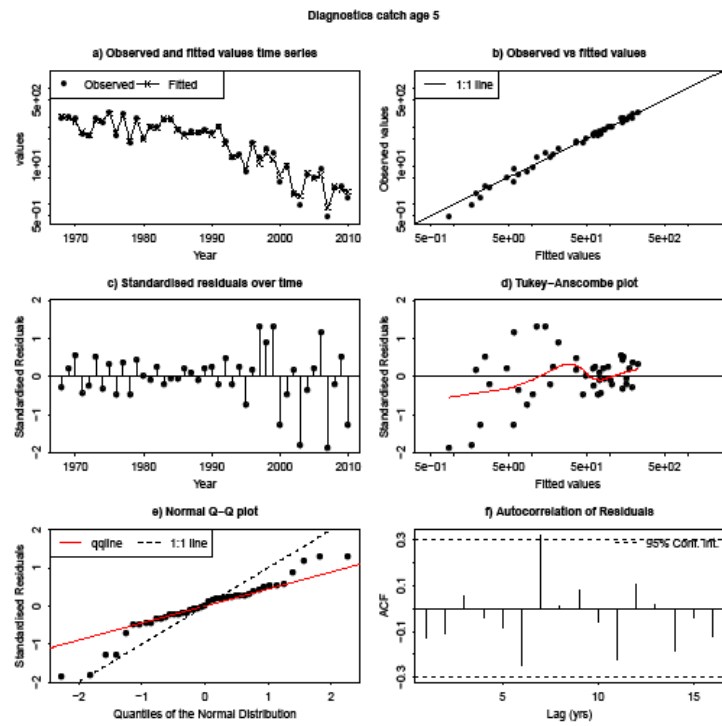 Diagnostics catch age 5
a) Observed and fitted values time series
Observed Fitted
values
5e+02
1e+01
5e-01
1970 1980 1990 2000 2010
Year
b) Observed vs fitted values
1:1 line
Observed values
5e+02
1e+01
5e-01
5e-01 5e+00 5e+01 5e+02
Fitted values
c) Standardised residuals over time
Standardised Residuals
2
1
0
-1
-2
1970 1980 1990 2000 2010
Year
d) Tukey-Anscombe plot
Standardised Residuals
2
1
0
-1
-2
5e-01 5e+00 5e+01 5e+02
Fitted values
e) Normal Q-Q plot
qqline 1:1 line
Standardised Residuals
2
1
0
-1
-2
-2 -1 0 1 2
Quantiles of the Normal Distribution
f) Autocorrelation of Residuals
95% Conf. Int.
ACF
0.3
0.1
-0.1
-0.3
5 10 15
Lag (yrs)